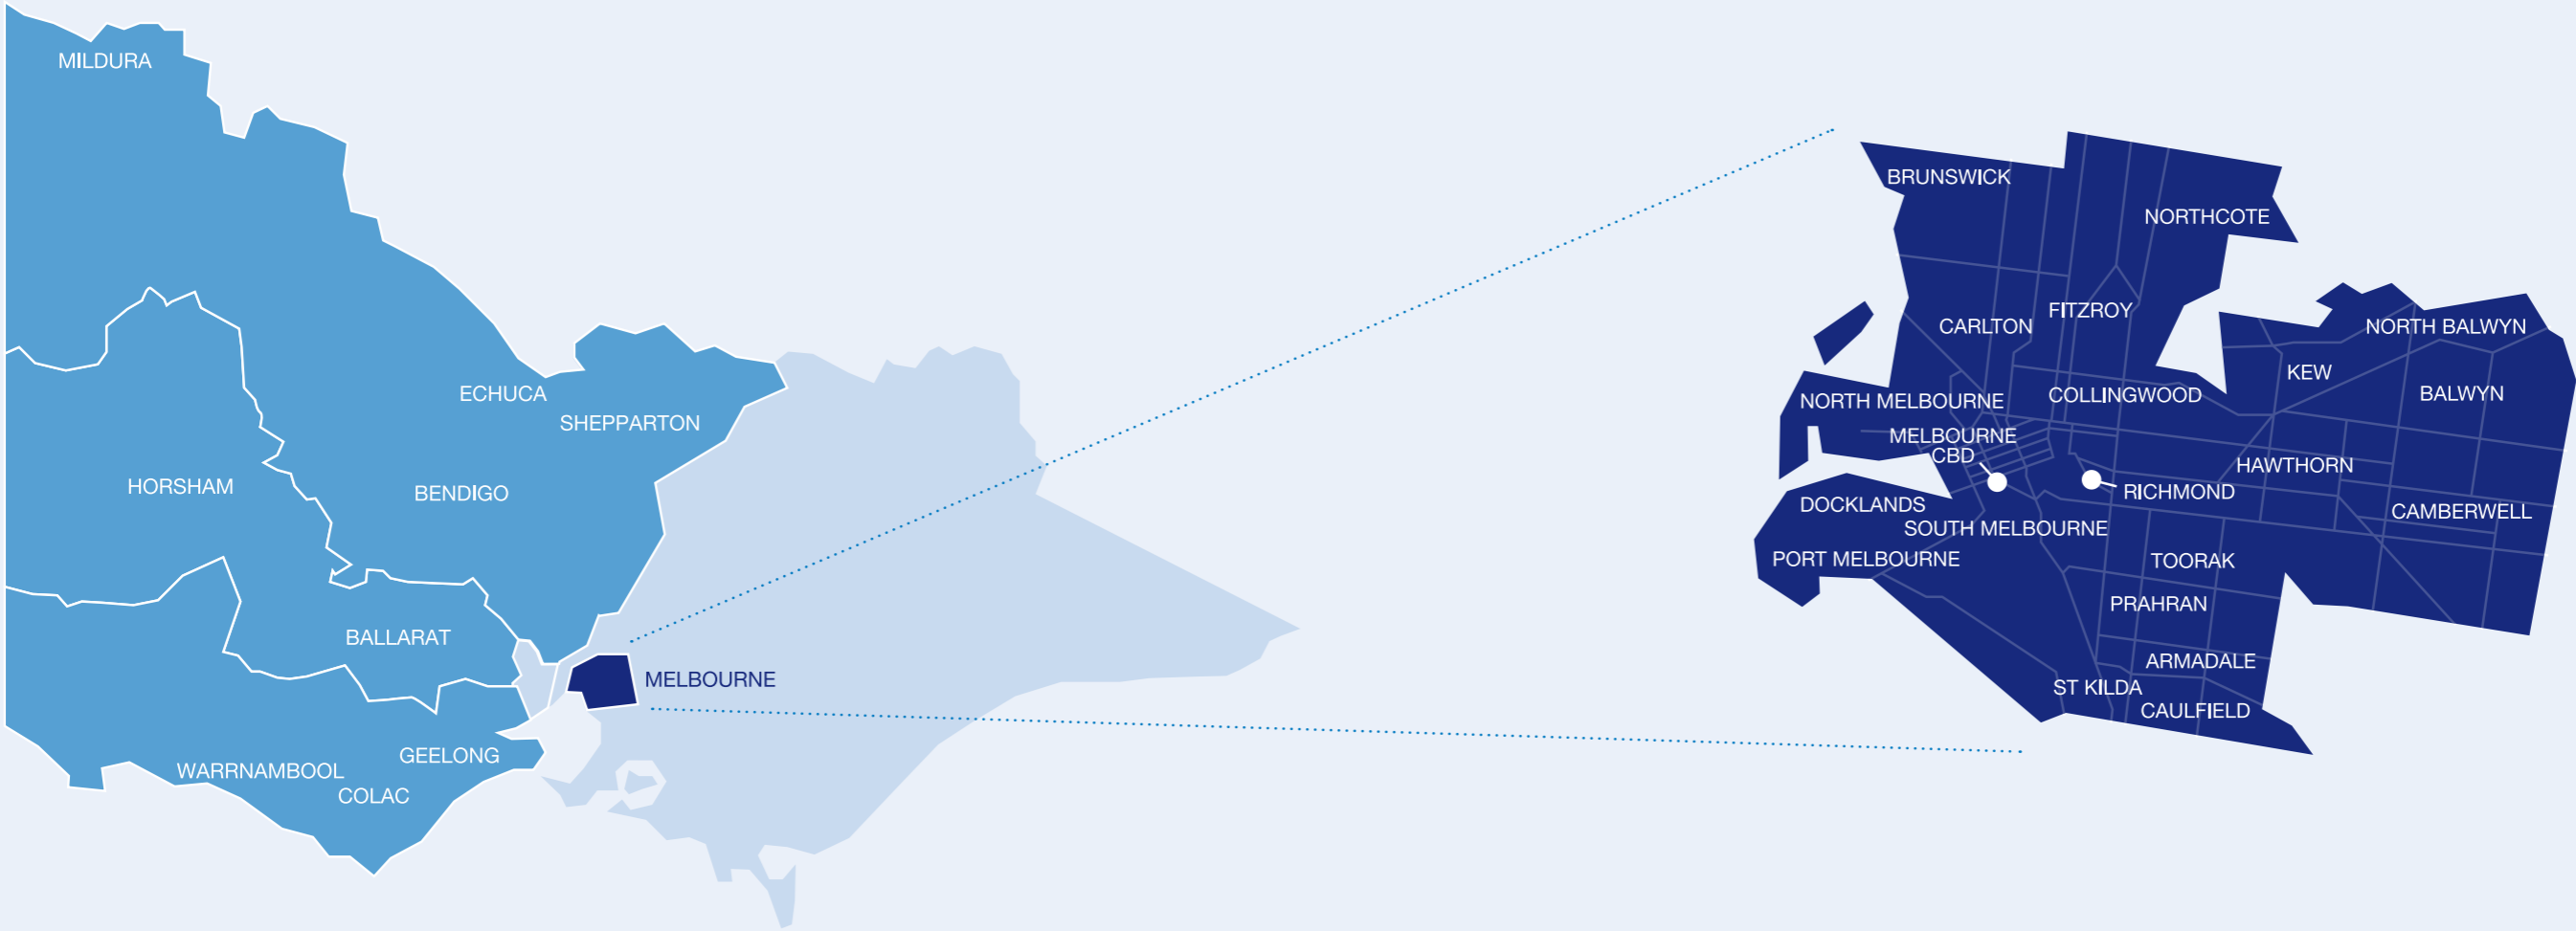 MILDURA
ECHUCA
SHEPPARTON
HORSHAM
BENDIGO
BALLARAT
MELBOURNE
GEELONG
WARRNAMBOOL
COLAC
BRUNSWICK
NORTHCOTE
FITZROY
CARLTON
NORTH BALWYN
KEW
BALWYN
COLLINGWOOD
NORTH MELBOURNE
MELBOURNE
CBD
HAWTHORN
RICHMOND
DOCKLANDS
CAMBERWELL
SOUTH MELBOURNE
PORT MELBOURNE
TOORAK
PRAHRAN
ARMADALE
ST KILDA
CAULFIELD